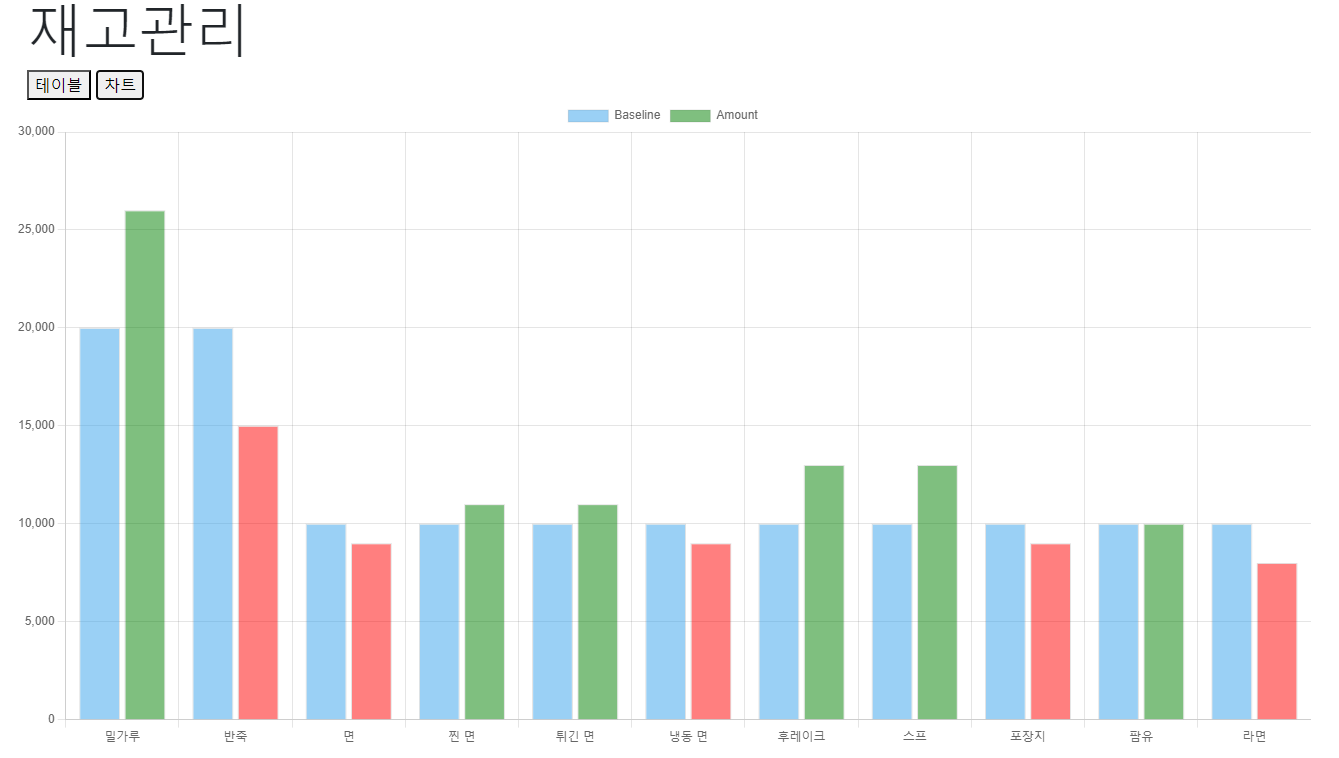 재고관리
테이블 차트
Baseline Amount
30,000
25,000
20,000
15,000
10,000
5,000
0
밀가루 반죽 면 찐 면 튀긴 면 냉동 면 후레이크 스프 포장지 팜유 라면